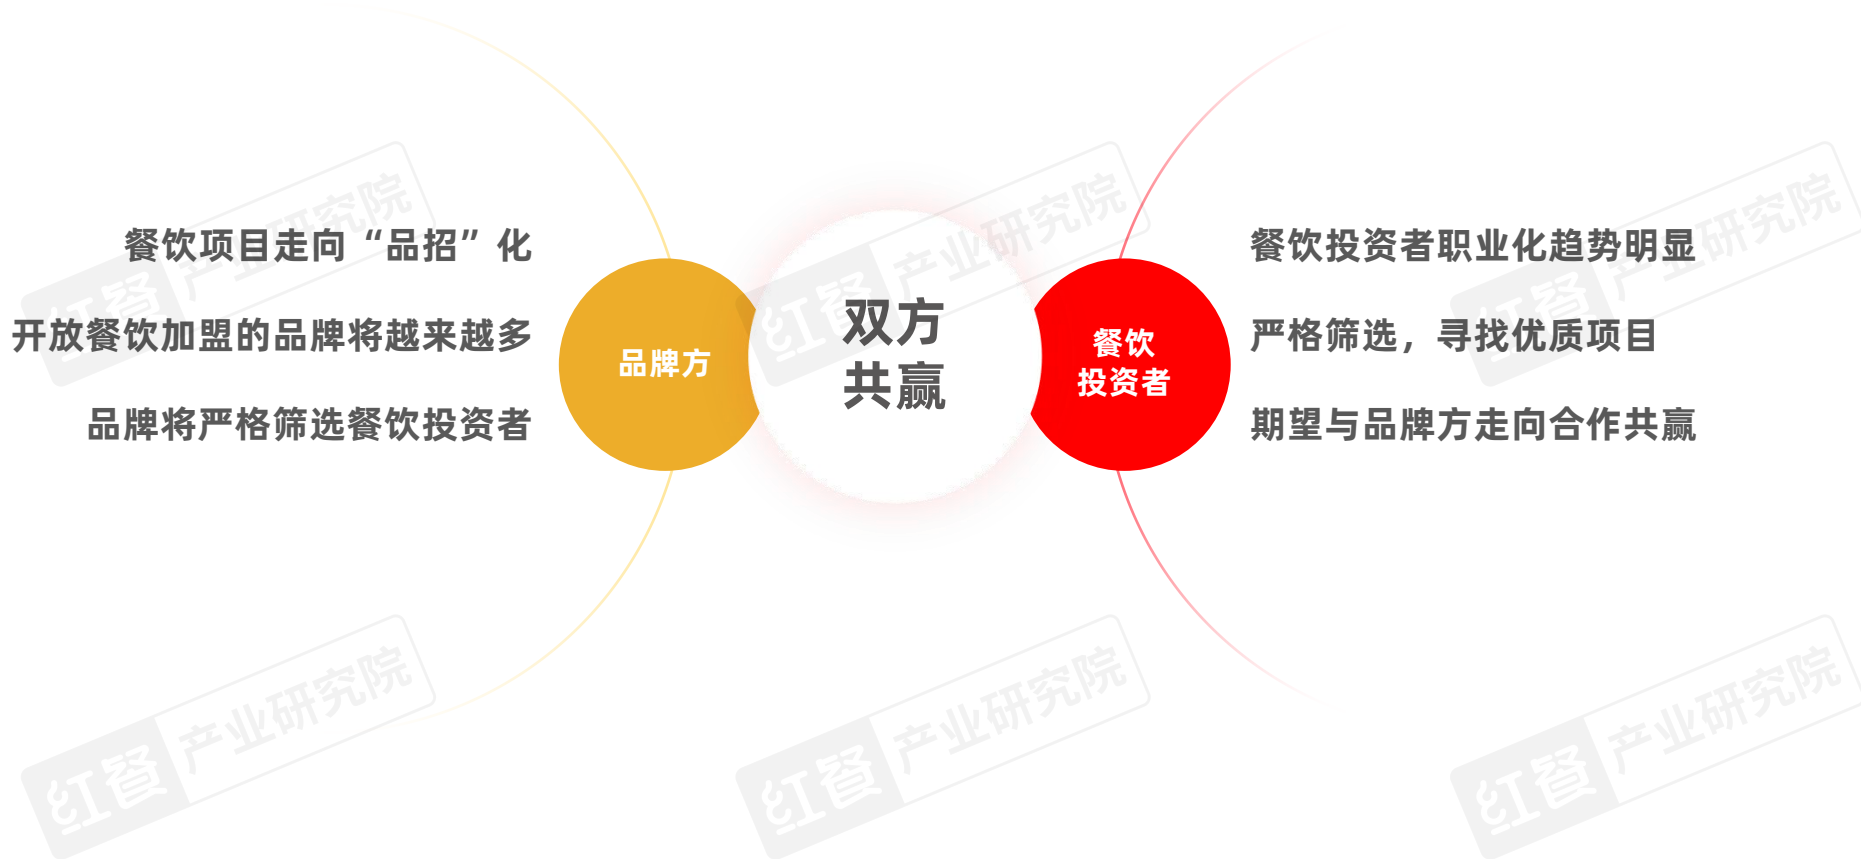 餐饮项目走向“品招”化
开放餐饮加盟的品牌将越来越多
品牌将严格筛选餐饮投资者
品牌方
双方
共赢
餐饮
投资者
餐饮投资者职业化趋势明显
严格筛选，寻找优质项目
期望与品牌方走向合作共赢
红餐 产业研究院
红餐 产业研究院
红餐 产业研究院
红餐 产业研究院
红餐 产业研究院
红餐 产业研究院